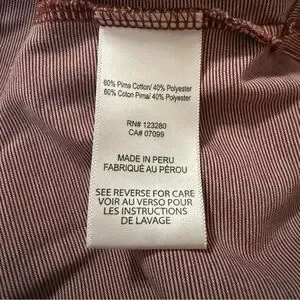 60% Pima Cotton/ 40% Polyester
60% Coton Pima/ 40% Polyester
RN# 123280
CA# 07099
MADE IN PERU
FABRIQUÉ AU PÉROU
SEE REVERSE FOR CARE
VOIR AU VERSO POUR
LES INSTRUCTIONS
DE LAVAGE